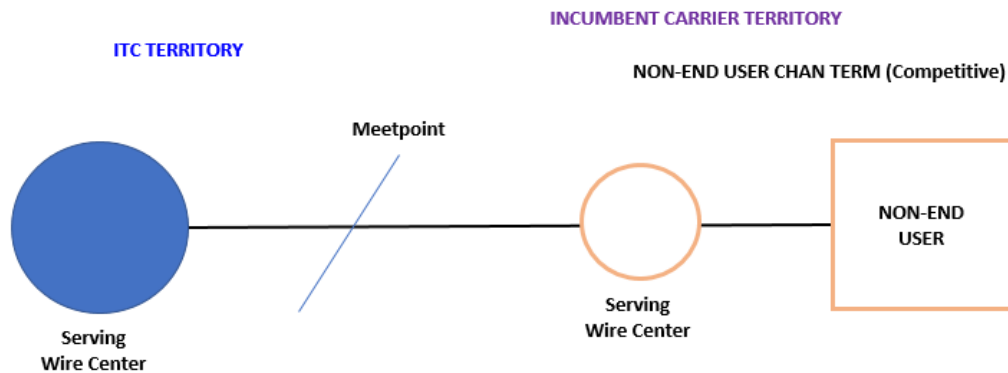 INCUMBENT CARRIER TERRITORY
ITC TERRITORY
NON-END USER CHAN TERM (Competitive)
Meetpoint
NON-END
USER
Serving
Wire Center
Serving
Wire Center